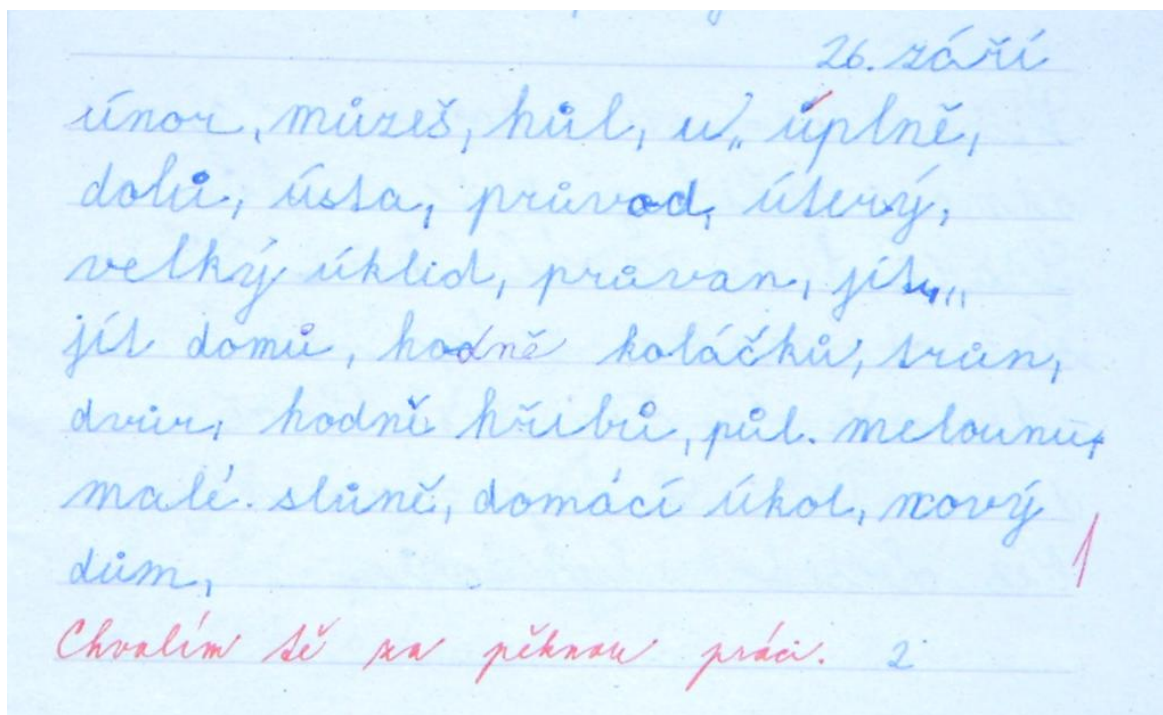 26. září
únor, můžeš, hůl, u„ úplně,
dolů, ústa, průvod, úterý,
velký úklid, průvan, jít„„
jít domů, hodně koláčků, trůn,
dvůr, hodně hřibů, půl. melounu,
malé. slůně, domácí úkol, nový
dům,
1
Chválím tě za pěknou práci. 2